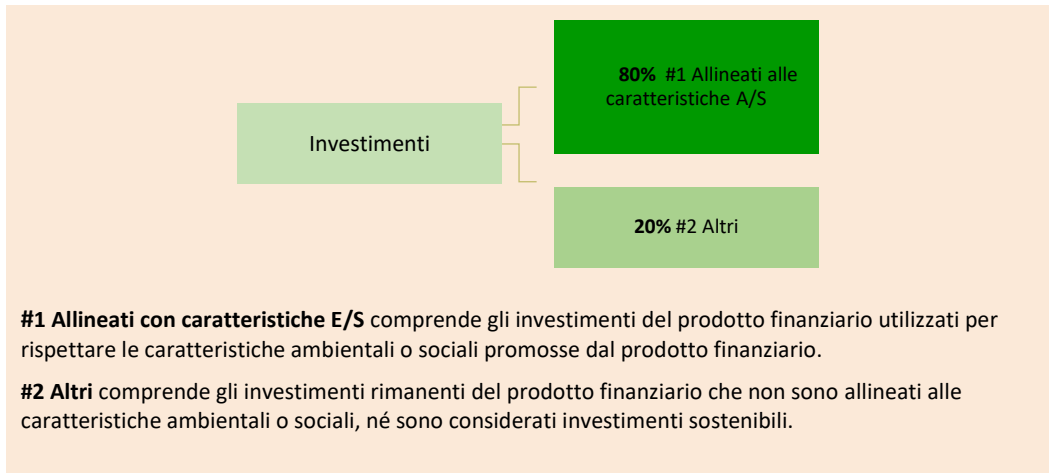 80% #1 Allineati alle
caratteristiche A/S
Investimenti
20% #2 Altri
#1 Allineati con caratteristiche E/S comprende gli investimenti del prodotto finanziario utilizzati per
rispettare le caratteristiche ambientali o sociali promosse dal prodotto finanziario.
#2 Altri comprende gli investimenti rimanenti del prodotto finanziario che non sono allineati alle
caratteristiche ambientali o sociali, né sono considerati investimenti sostenibili.